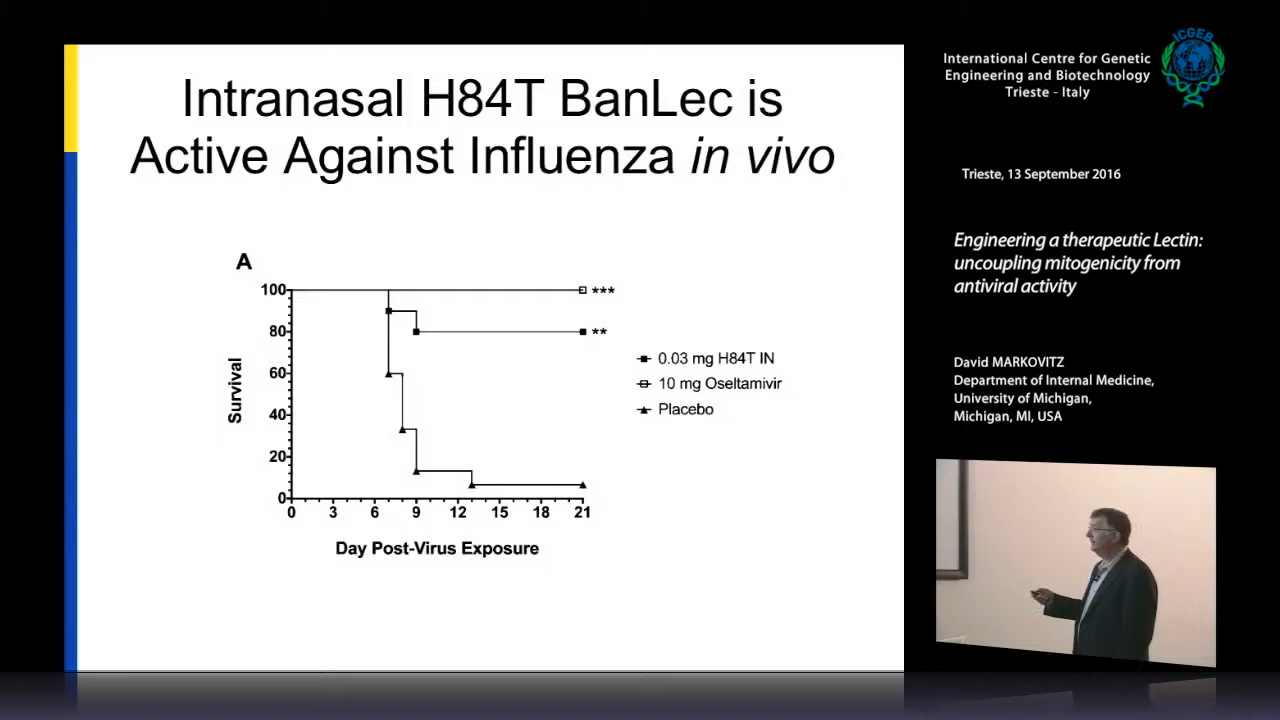 Intranasal H84T BanLec is
Active Against Influenza in vivo
A
100
80
60
40
20
0
Survival
0 3 6 9 12 15 18 21
Day Post-Virus Exposure
***
**
0.03 mg H84T IN
10 mg Oseltamivir
Placebo
International Centre for Genetic
Engineering and Biotechnology
Trieste - Italy
ICGEB
Trieste, 13 September 2016
Engineering a therapeutic Lectin:
uncoupling mitogenicity from
antiviral activity
David MARKOVITZ
Department of Internal Medicine,
University of Michigan,
Michigan, MI, USA